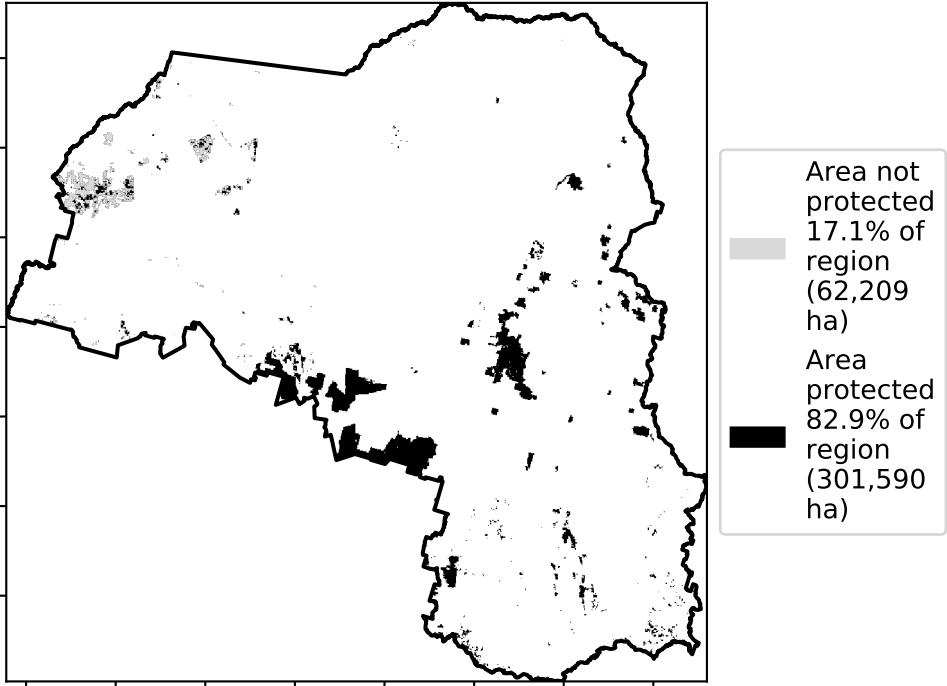 Area not
protected
17.1% of
region
(62,209
ha)
Area
protected
82.9% of
region
(301,590
ha)